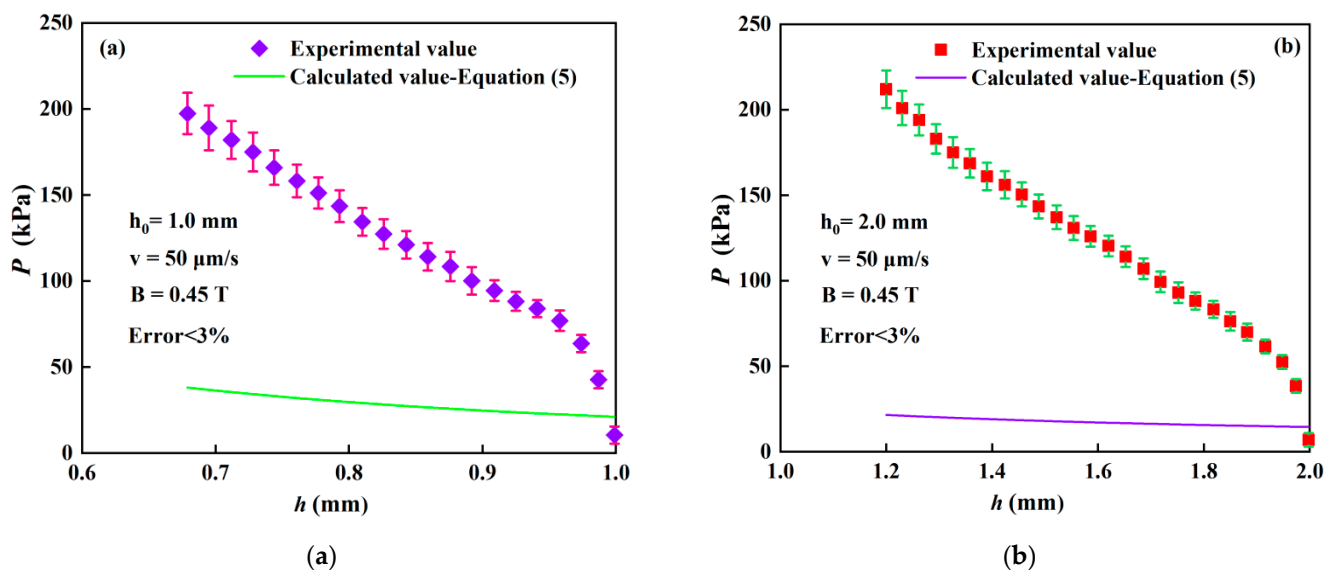 (a)
Experimental value
Calculated value-Equation (5)
250
200
150
100
50
0
P (kPa)
h₀= 1.0 mm
v = 50 μm/s
B = 0.45 T
Error<3%
0.6 0.7 0.8 0.9 1.0
h (mm)
(a)
(b)
Experimental value
Calculated value-Equation (5)
250
200
150
100
50
0
P (kPa)
h₀= 2.0 mm
v = 50 μm/s
B = 0.45 T
Error<3%
1.0 1.2 1.4 1.6 1.8 2.0
h (mm)
(b)